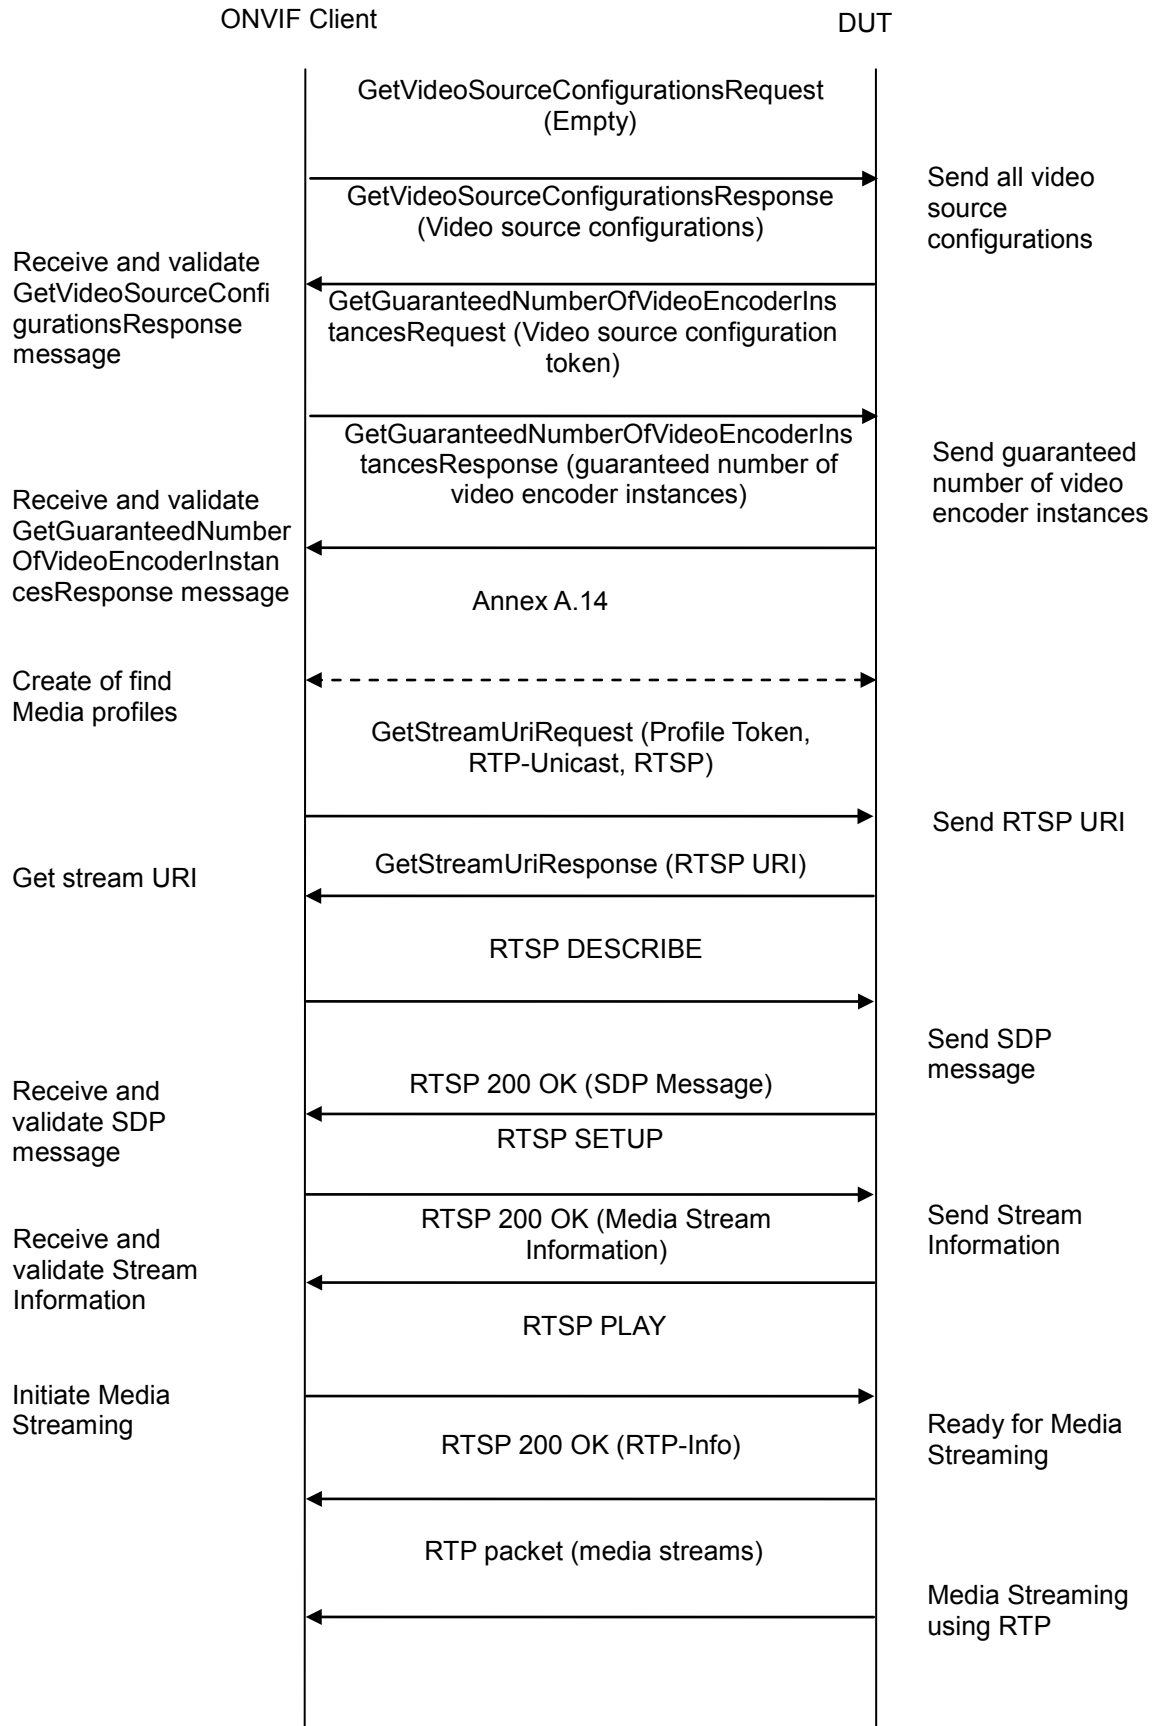 ONVIF Client
DUT
GetVideoSourceConfigurationsRequest
(Empty)
Send all video
source
configurations
GetVideoSourceConfigurationsResponse
(Video source configurations)
Receive and validate
GetVideoSourceConfi
gurationsResponse
message
GetGuaranteedNumberOfVideoEncoderIns
tancesRequest (Video source configuration
token)
GetGuaranteedNumberOfVideoEncoderIns
tancesResponse (guaranteed number of
video encoder instances)
Send guaranteed
number of video
encoder instances
Receive and validate
GetGuaranteedNumber
OfVideoEncoderInstan
cesResponse message
Annex A.14
Create of find
Media profiles
GetStreamUriRequest (Profile Token,
RTP-Unicast, RTSP)
Send RTSP URI
GetStreamUriResponse (RTSP URI)
Get stream URI
RTSP DESCRIBE
Send SDP
message
RTSP 200 OK (SDP Message)
Receive and
validate SDP
message
RTSP SETUP
Send Stream
Information
RTSP 200 OK (Media Stream
Information)
Receive and
validate Stream
Information
RTSP PLAY
Initiate Media
Streaming
Ready for Media
Streaming
RTSP 200 OK (RTP-Info)
RTP packet (media streams)
Media Streaming
using RTP